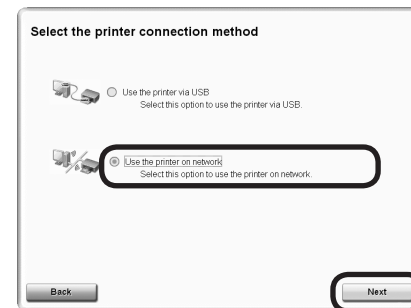 Select the printer connection method
Use the printer via USB
Select this option to use the printer via USB.
Use the printer on network
Select this option to use the printer on network.
Back
Next